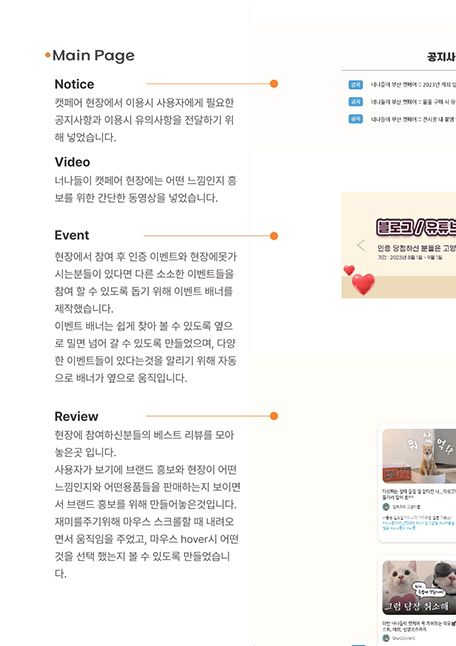 Main Page
Notice
캣페어 현장에서 이용시 사용자에게 필요한
공지사항과 이용시 유의사항을 전달하기 위
해 넣었습니다.
Video
너나들이 캣페어 현장에는 어떤 느낌인지 홍
보를 위한 간단한 동영상을 넣었습니다.
Event
현장에서 참여 후 인증 이벤트와 현장에못가
시는분들이 있다면 다른 소소한 이벤트들을
참여 할 수 있도록 돕기 위해 이벤트 배너를
제작했습니다.
이벤트 배너는 쉽게 찾아 볼 수 있도록 옆으
로 밀면 넘어 갈 수 있도록 만들었으며, 다양
한 이벤트들이 있다는것을 알리기 위해 자동
으로 배너가 옆으로 움직입니다.
Review
현장에 참여하신분들의 베스트 리뷰를 모아
놓은곳 입니다.
사용자가 보기에 브랜드 홍보와 현장이 어떤
느낌인지와 어떤용품들을 판매하는지 보이면
서 브랜드 홍보를 위해 만들어놓은것입니다.
재미를주기위해 마우스 스크롤할 때 내려오
면서 움직임을 주었고, 마우스 hover시 어떤
것을 선택 했는지 볼 수 있도록 만들었습니
다.
공지사
공지 너나들이 부산 캣페어 :: 2023년 개최 일
공지 너나들이 부산 캣페어 :: 물품 구매 시 유
공지 너나들이 부산 캣페어 :: 전시장 내 촬영
블로그 / 유튜브
인증 당첨하신 분들은 고양
기간 : 2023년 8월 1일 - 9월 1일
뭐 샀
그럼 당장 취소해